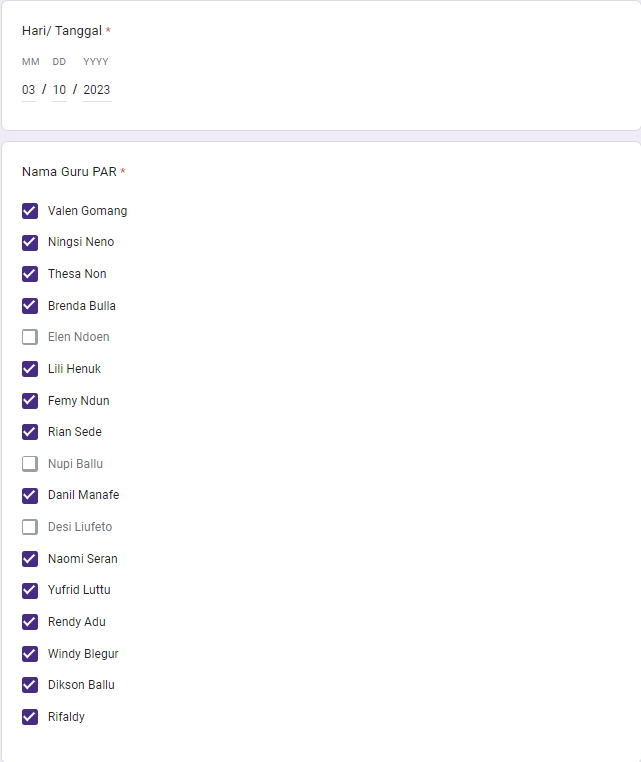 Hari/ Tanggal *
MM DD YYYY
03 / 10 / 2023
Nama Guru PAR *
Valen Gomang
Ningsi Neno
Thesa Non
Brenda Bulla
Elen Ndoen
Lili Henuk
Femy Ndun
Rian Sede
Nupi Ballu
Danil Manafe
Desi Liufeto
Naomi Seran
Yufrid Luttu
Rendy Adu
Windy Blegur
Dikson Ballu
Rifaldy